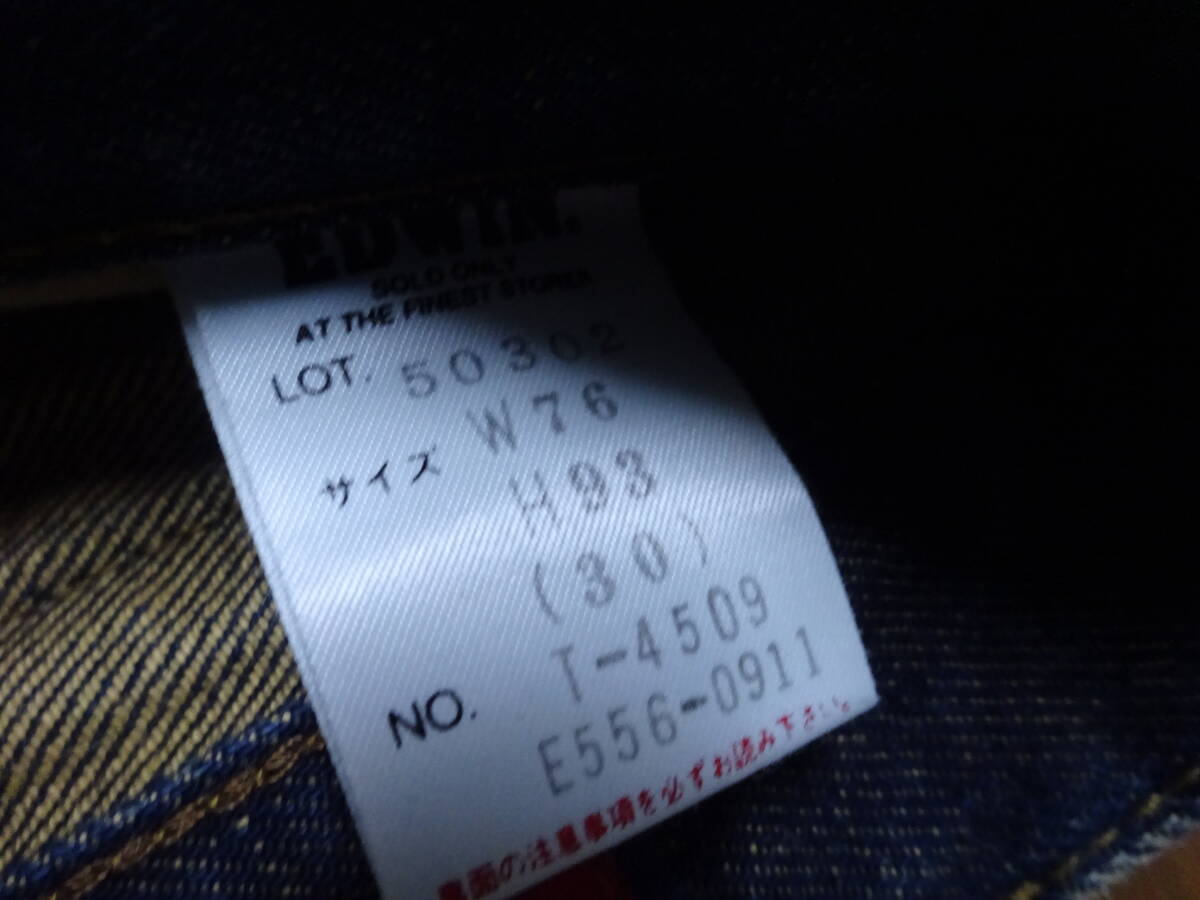 EDWIN.
SOLD ONLY
AT THE FINEST STORES
LOT. 50302
サイズ W76
H93
(30)
NO. T-4509
E556-0911
裏面の注意事項を必ずお読み下さい。